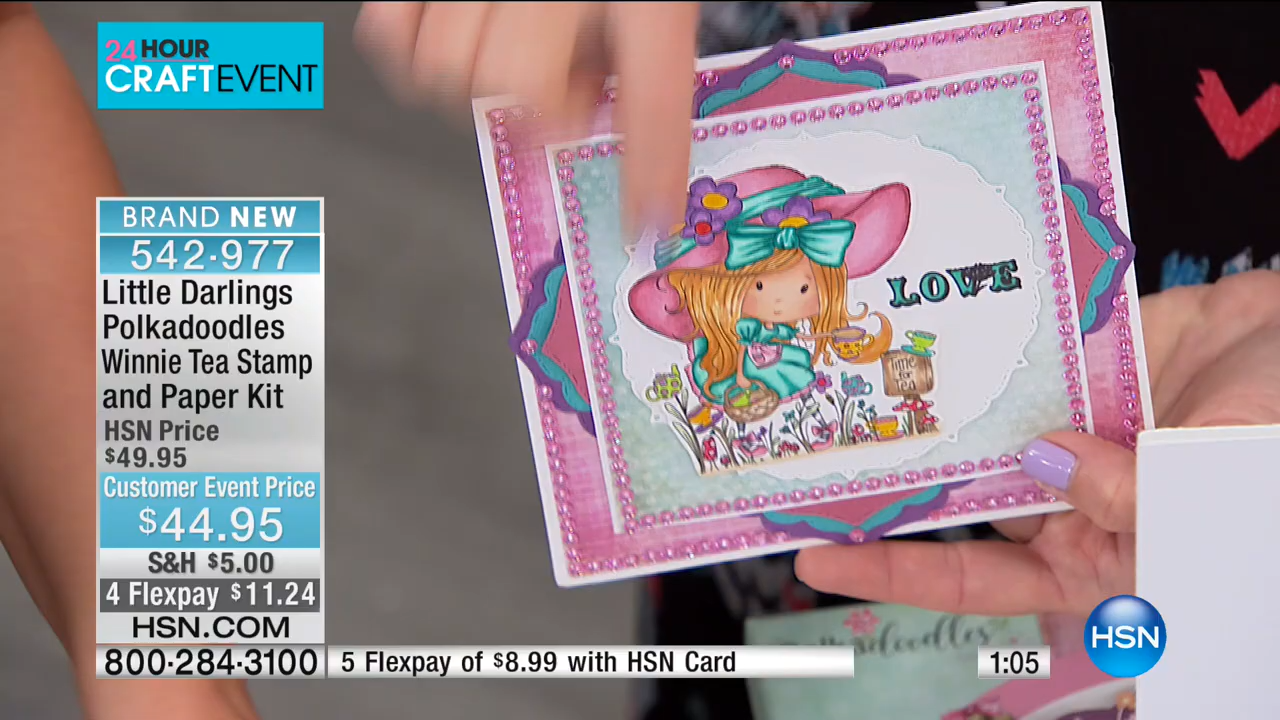 24 HOUR
CRAFTEVENT
BRAND NEW
542·977
Little Darlings
Polkadoodles
Winnie Tea Stamp
and Paper Kit
HSN Price
$49.95
Customer Event Price
$44.95
S&H $5.00
4 Flexpay $11.24
HSN.COM
800·284·3100
5 Flexpay of $8.99 with HSN Card
1:05
HSN
LOVE
Time
for
Tea